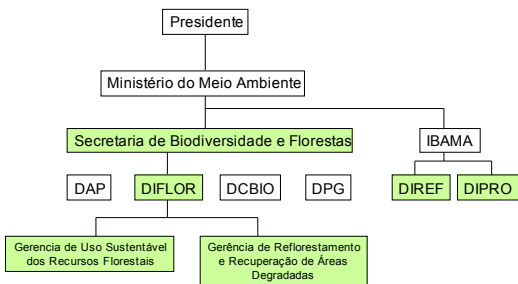 Presidente
Ministério do Meio Ambiente
Secretaria de Biodiversidade e Florestas
IBAMA
DAP
DIFLOR
DCBIO
DPG
DIREF
DIPRO
Gerencia de Uso Sustentável
dos Recursos Florestais
Gerência de Reflorestamento
e Recuperação de Áreas
Degradadas